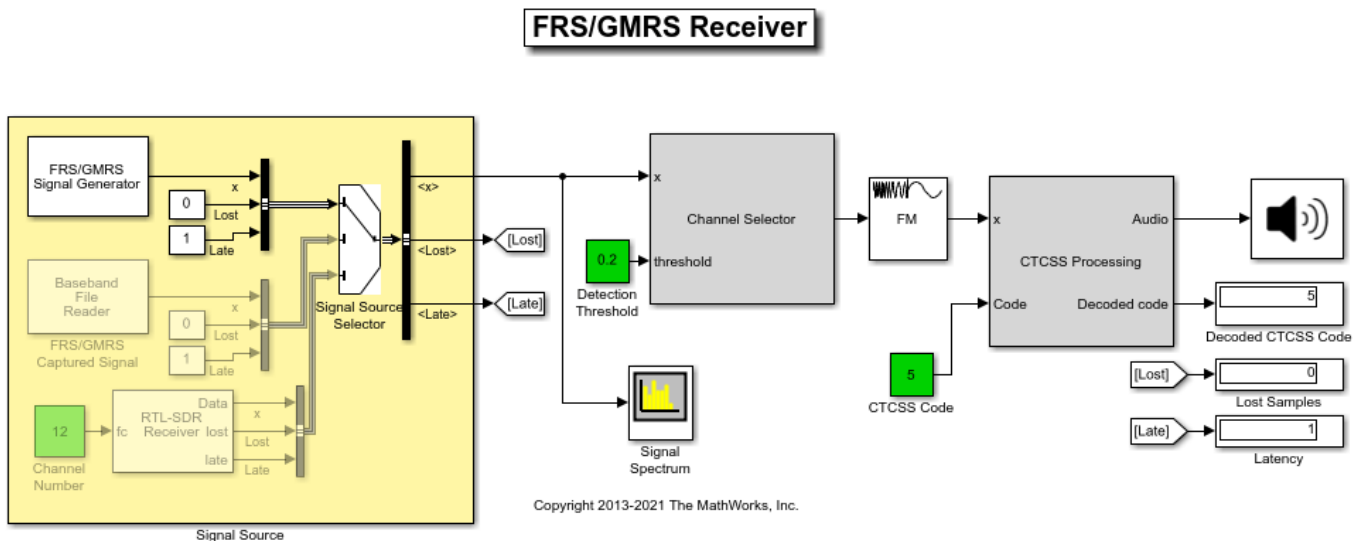 FRS/GMRS Receiver
FRS/GMRS
Signal Generator
x
0
Lost
1
Late
Baseband
File
Reader
x
0
Lost
1
Late
FRS/GMRS
Captured Signal
12
Channel
Number
fc
RTL-SDR
Receiver
Data
lost
late
x
Lost
Late
Signal Source
Selector
<x>
<Lost>
<Late>
[Lost]
[Late]
Signal Source
0.2
Detection
Threshold
x
threshold
Channel Selector
Signal
Spectrum
FM
5
CTCSS Code
x
Code
CTCSS Processing
Audio
Decoded code
5
Decoded CTCSS Code
[Lost]
0
Lost Samples
[Late]
1
Latency
Copyright 2013-2021 The MathWorks, Inc.